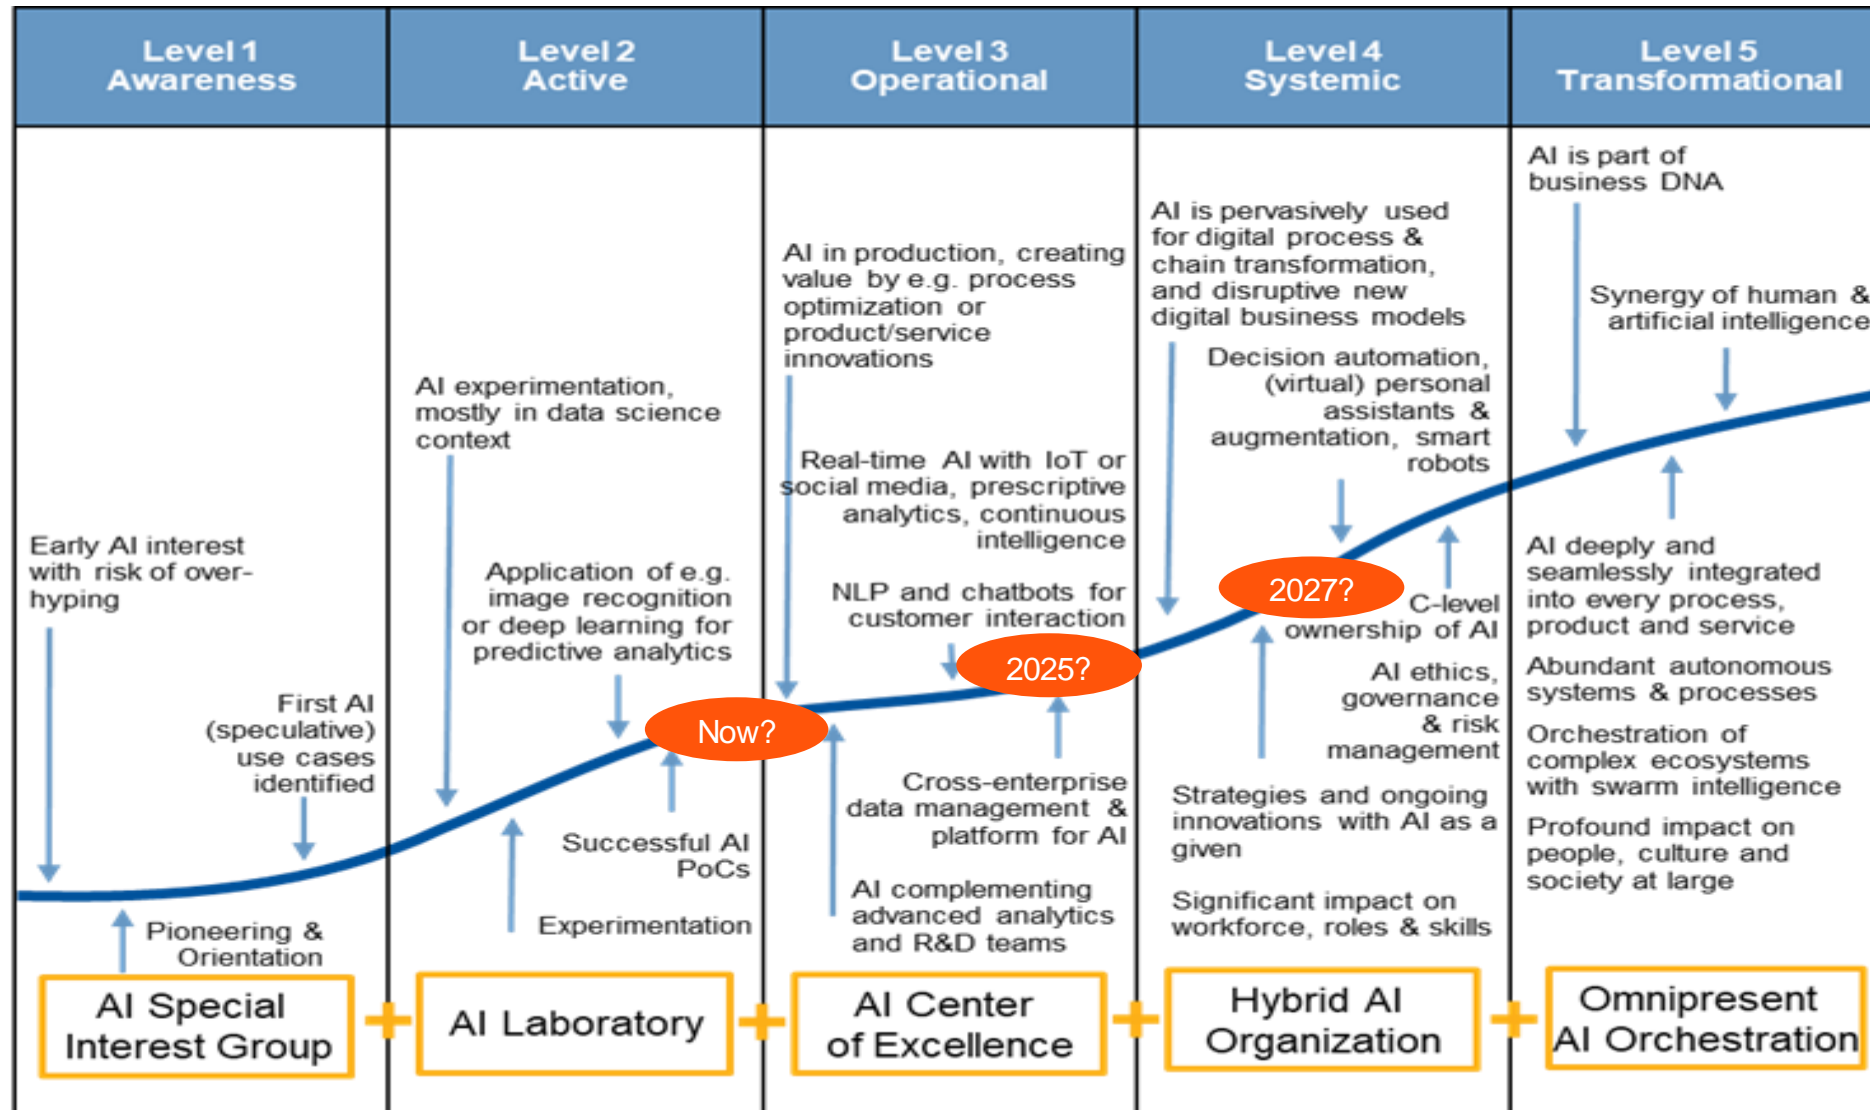 Level 1
Awareness
Level 2
Active
Level 3
Operational
Level 4
Systemic
Level 5
Transformational
Early AI interest
with risk of over-
hyping
First AI
(speculative)
use cases
identified
Pioneering &
Orientation
AI experimentation,
mostly in data science
context
Application of e.g.
image recognition
or deep learning for
predictive analytics
Now?
Successful AI
PoCs
Experimentation
AI in production, creating
value by e.g. process
optimization or
product/service
innovations
Real-time AI with IoT or
social media, prescriptive
analytics, continuous
intelligence
NLP and chatbots for
customer interaction
2025?
Cross-enterprise
data management &
platform for AI
AI complementing
advanced analytics
and R&D teams
AI is pervasively used
for digital process &
chain transformation,
and disruptive new
digital business models
Decision automation,
(virtual) personal
assistants &
augmentation, smart
robots
2027?
C-level
ownership of AI
AI ethics,
governance
& risk
management
Strategies and ongoing
innovations with AI as a
given
Significant impact on
workforce, roles & skills
AI is part of
business DNA
Synergy of human &
artificial intelligence
AI deeply and
seamlessly integrated
into every process,
product and service
Abundant autonomous
systems & processes
Orchestration of
complex ecosystems
with swarm intelligence
Profound impact on
people, culture and
society at large
AI Special
Interest Group
+
AI Laboratory
+
AI Center
of Excellence
+
Hybrid AI
Organization
+
Omnipresent
AI Orchestration